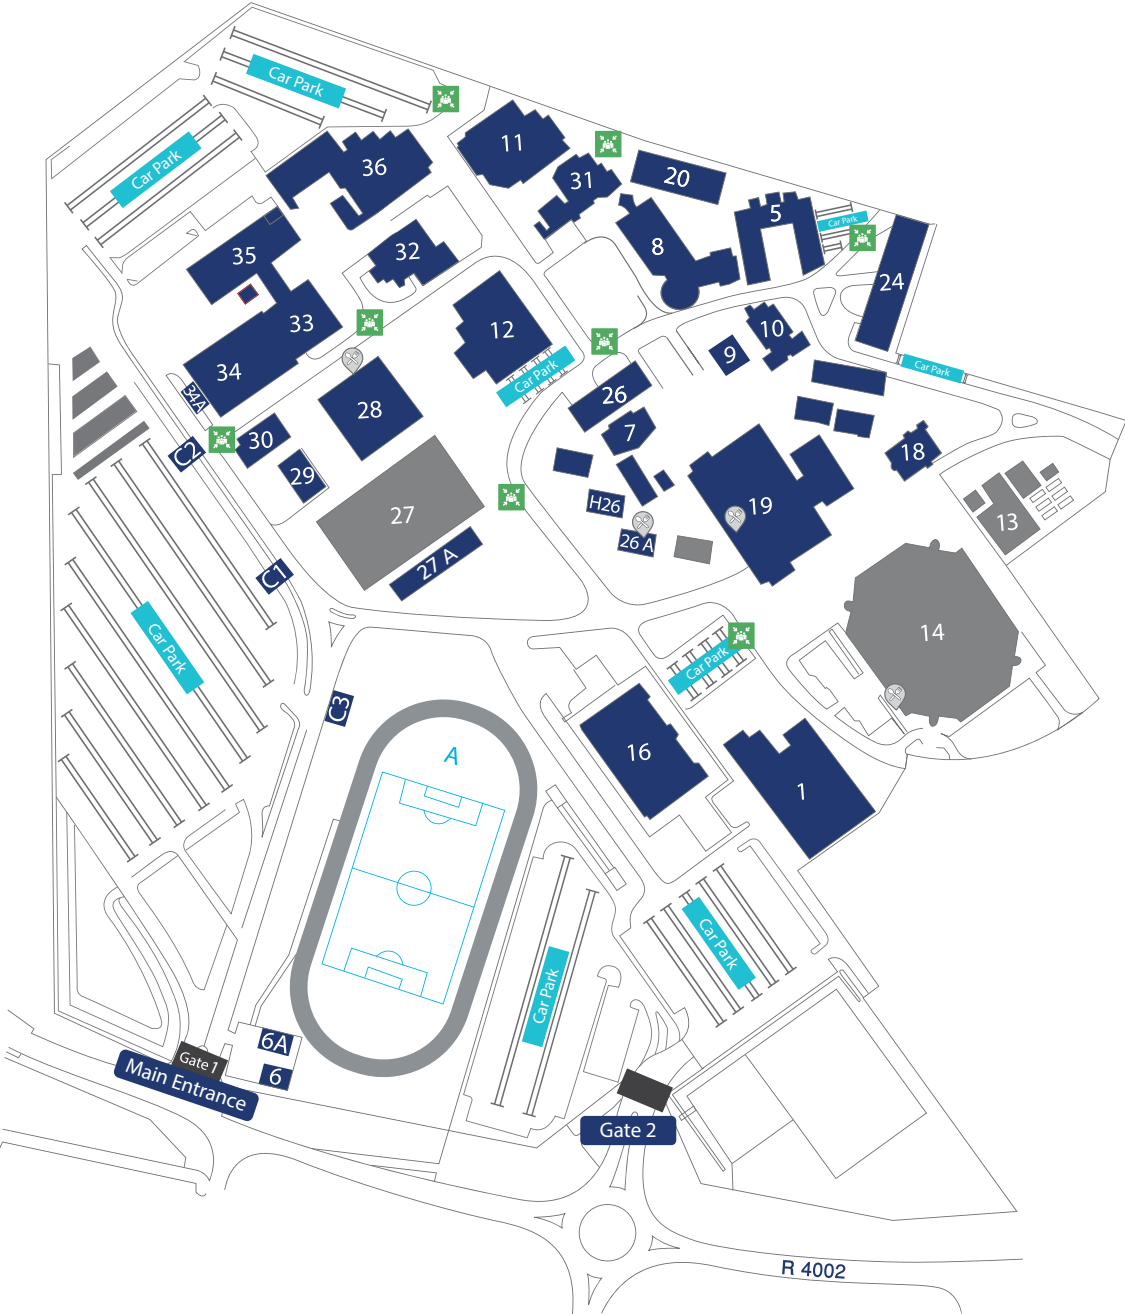 Car Park
Car Park
11
36
31
20
5
Car Park
8
32
35
24
33
12
10
9
34
Car Park
Car Park
34A
26
28
7
30
C2
18
29
H26
19
27
13
26 A
27 A
C1
14
Car Park
Car Park
C3
16
A
1
Car Park
Car Park
6A
Gate 1
6
Main Entrance
Gate 2
R 4002